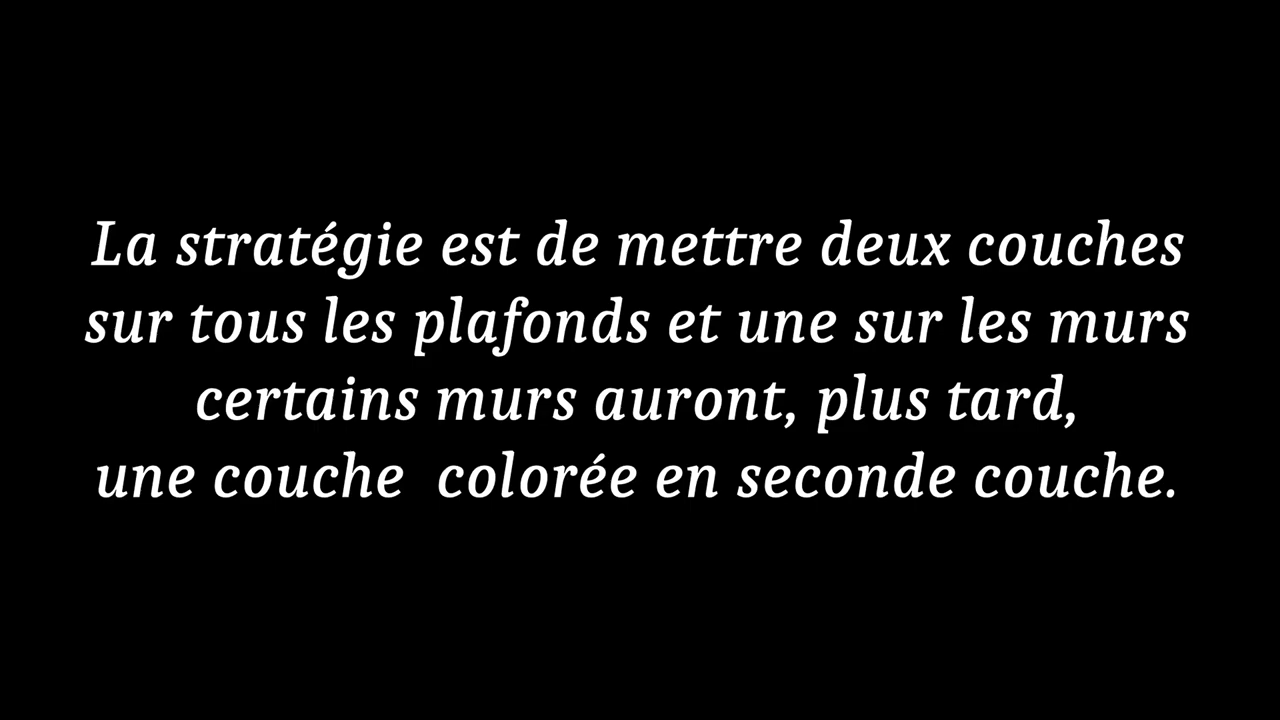 La stratégie est de mettre deux couches
sur tous les plafonds et une sur les murs
certains murs auront, plus tard,
une couche  colorée en seconde couche.